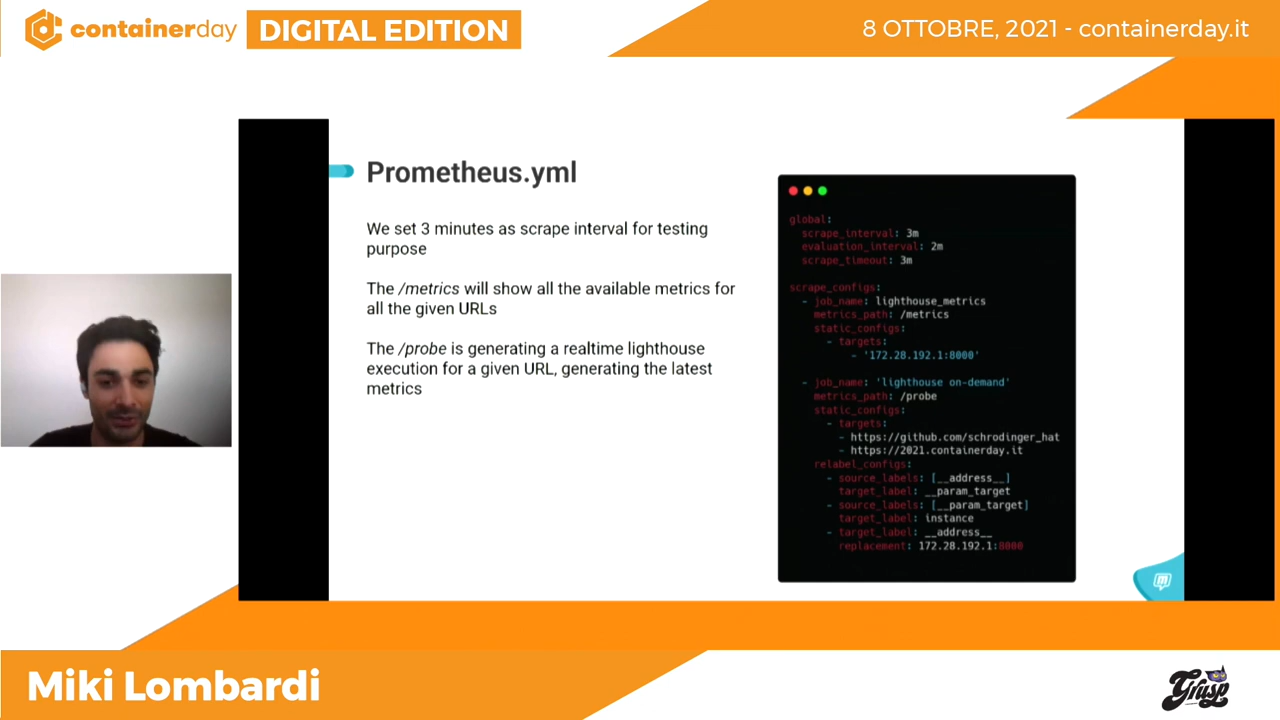 containerday DIGITAL EDITION
8 OTTOBRE, 2021 - containerday.it
Prometheus.yml
We set 3 minutes as scrape interval for testing
purpose
The /metrics will show all the available metrics for
all the given URLs
The /probe is generating a realtime lighthouse
execution for a given URL, generating the latest
metrics
global:
scrape_interval: 3m
evaluation_interval: 2m
scrape_timeout: 3m
scrape_configs:
- job_name: lighthouse_metrics
metrics_path: /metrics
static_configs:
- targets:
- '172.28.192.1:8000'
- job_name: 'lighthouse on-demand'
metrics_path: /probe
static_configs:
- targets:
- https://github.com/schrodinger_hat
- https://2021.containerday.it
relabel_configs:
- source_labels: [__address__]
target_label: __param_target
- source_labels: [__param_target]
target_label: instance
- target_label: __address__
replacement: 172.28.192.1:8000
Miki Lombardi
Grusp